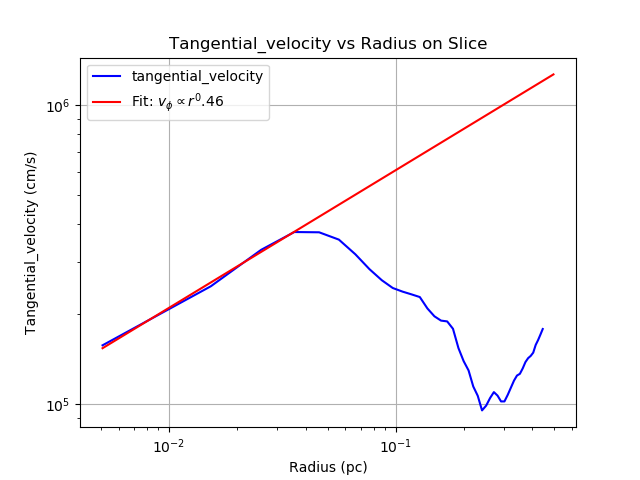 Tangential_velocity vs Radius on Slice
tangential_velocity
Fit: $v_\phi \propto r^0.46$
Tangential_velocity (cm/s)
10^6
10^5
10^-2
10^-1
Radius (pc)